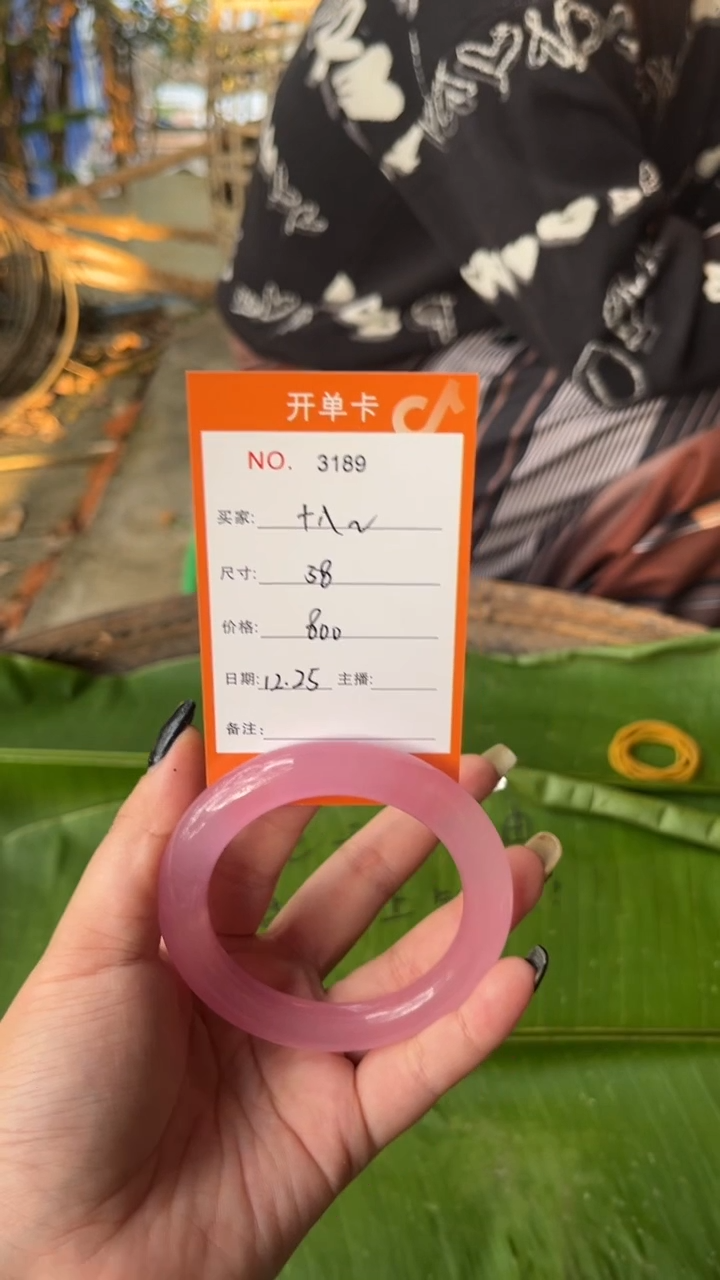 开单卡
NO. 3189
买家: 十八~
尺寸: 58
价格: 800
日期: 12.25 主播:
备注: